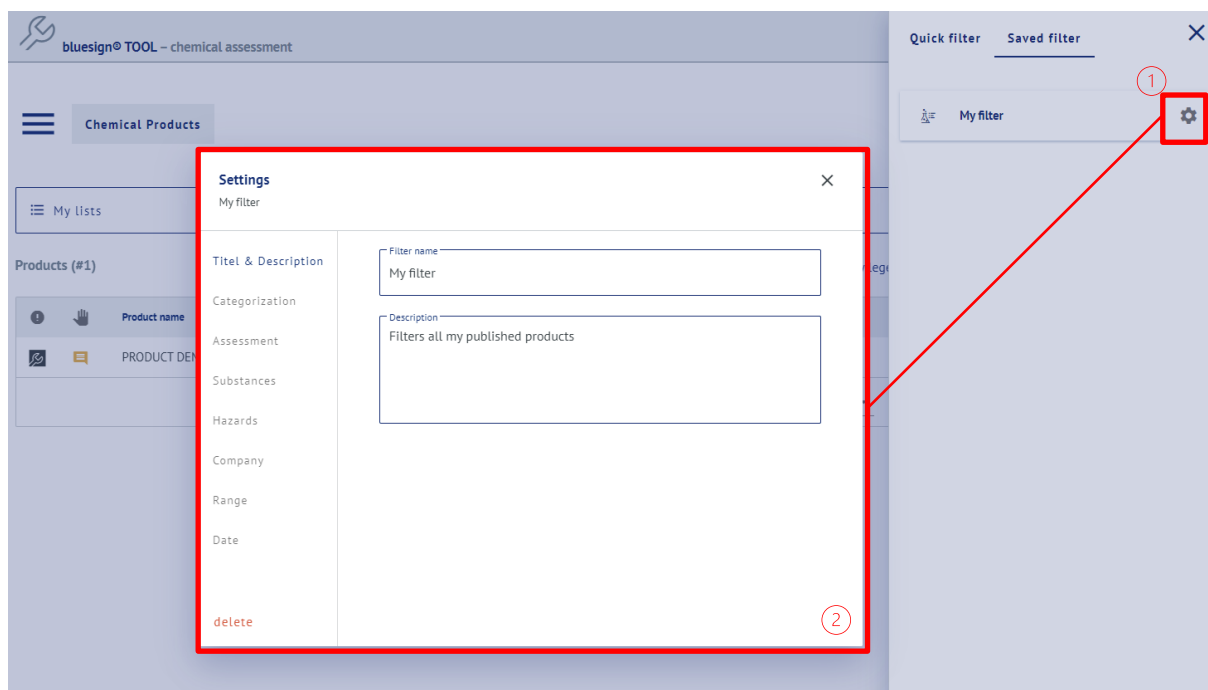 bluesign® TOOL – chemical assessment
Quick filter Saved filter
1
My filter
Chemical Products
My lists
Products (#1)
Product name
PRODUCT DEM
Settings
My filter
Titel & Description
Categorization
Assessment
Substances
Hazards
Company
Range
Date
delete
Filter name
My filter
Description
Filters all my published products
2